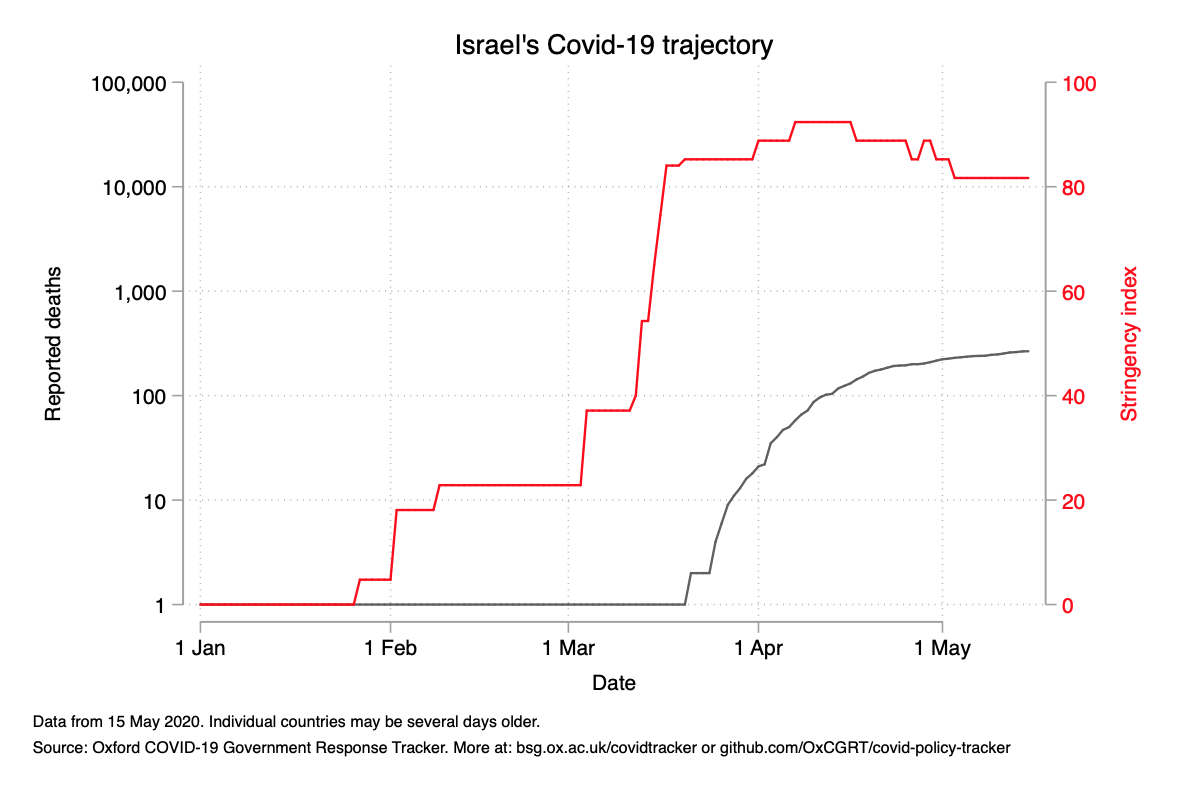 Israel's Covid-19 trajectory
100,000
10,000
1,000
100
10
1
Reported deaths
100
80
60
40
20
0
Stringency index
1 Jan
1 Feb
1 Mar
1 Apr
1 May
Date
Data from 15 May 2020. Individual countries may be several days older.
Source: Oxford COVID-19 Government Response Tracker. More at: bsg.ox.ac.uk/covidtracker or github.com/OxCGRT/covid-policy-tracker